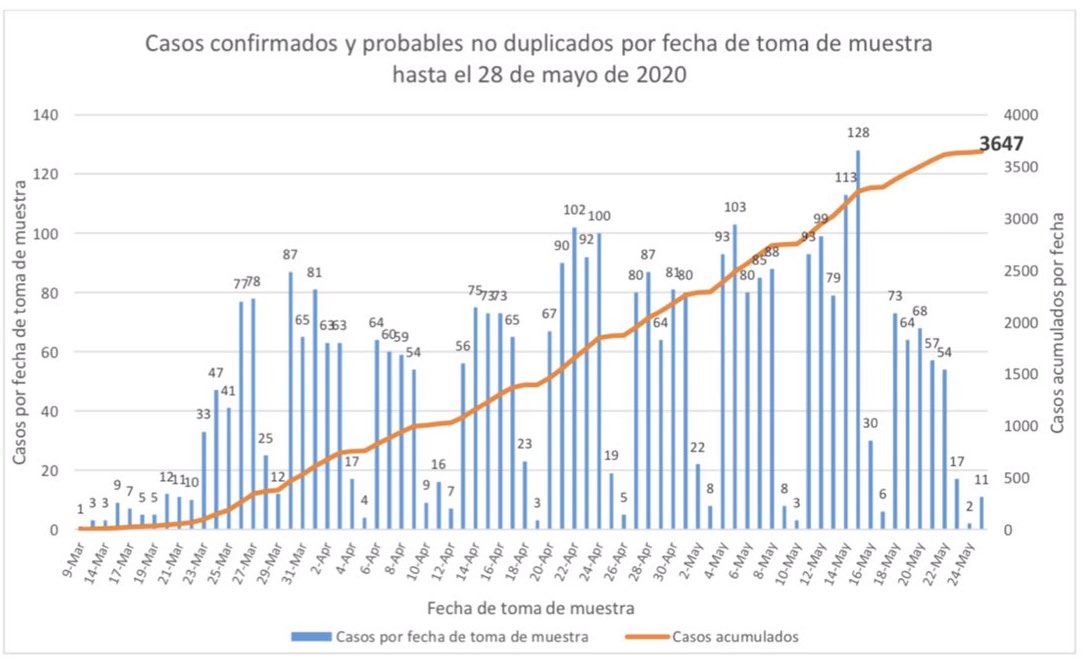 Casos confirmados y probables no duplicados por fecha de toma de muestra
hasta el 28 de mayo de 2020
Casos por fecha de toma de muestra
140
120
100
80
60
40
20
0
1 3 3 9 7 5 5 12 11 10 33 47 41 77 78 25 12 87 65 81 63 63 17 4 64 60 59 54 9 16 7 56 75 73 73 65 23 3 67 90 102 92 100 19 5 80 87 64 81 80 22 8 93 103 80 85 88 8 3 93 99 79 113 128 30 6 73 64 68 57 54 17 2 11
3647
4000
3500
3000
2500
2000
1500
1000
500
0
Casos acumulados por fecha
9-Mar 14-Mar 17-Mar 19-Mar 21-Mar 23-Mar 25-Mar 27-Mar 29-Mar 31-Mar 2-Apr 4-Apr 6-Apr 8-Apr 10-Apr 12-Apr 14-Apr 16-Apr 18-Apr 20-Apr 22-Apr 24-Apr 26-Apr 28-Apr 30-Apr 2-May 4-May 6-May 8-May 10-May 12-May 14-May 16-May 18-May 20-May 22-May 24-May
Fecha de toma de muestra
Casos por fecha de toma de muestra
Casos acumulados